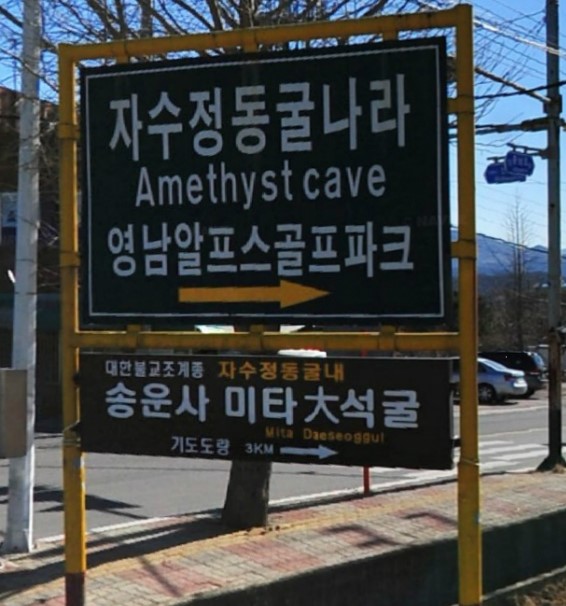 자수정동굴나라
Amethyst cave
영남알프스골프파크
대한불교조계종 자수정동굴내
송운사 미타大석굴
Mita Daeseoggul
기도도량 3KM